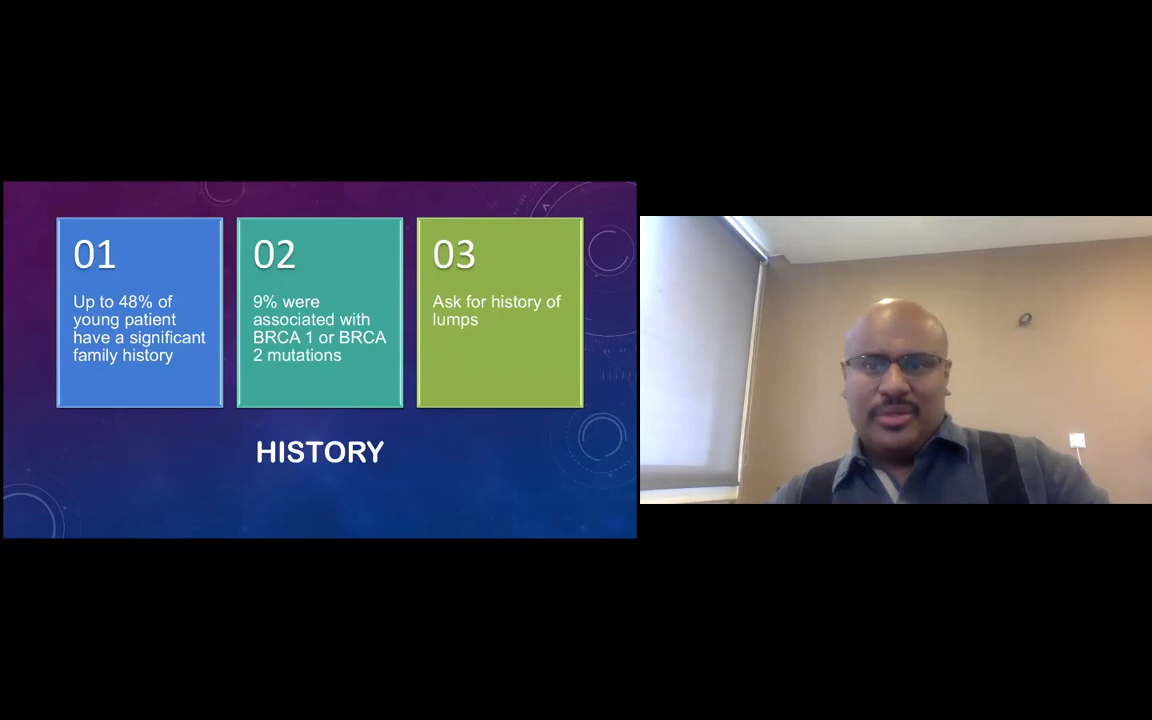 01
Up to 48% of
young patient
have a significant
family history
02
9% were
associated with
BRCA 1 or BRCA
2 mutations
03
Ask for history of
lumps
HISTORY